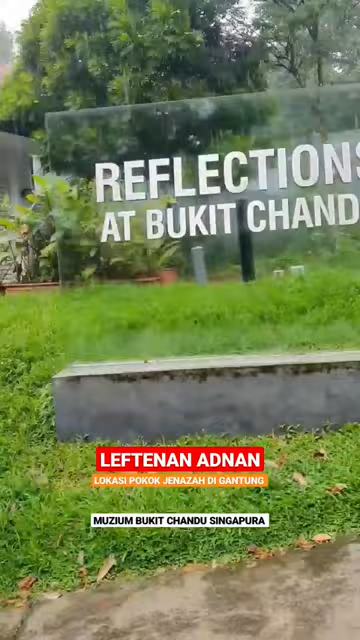 REFLECTIONS
AT BUKIT CHAND
LEFTENAN ADNAN
LOKASI POKOK JENAZAH DI GANTUNG
MUZIUM BUKIT CHANDU SINGAPURA